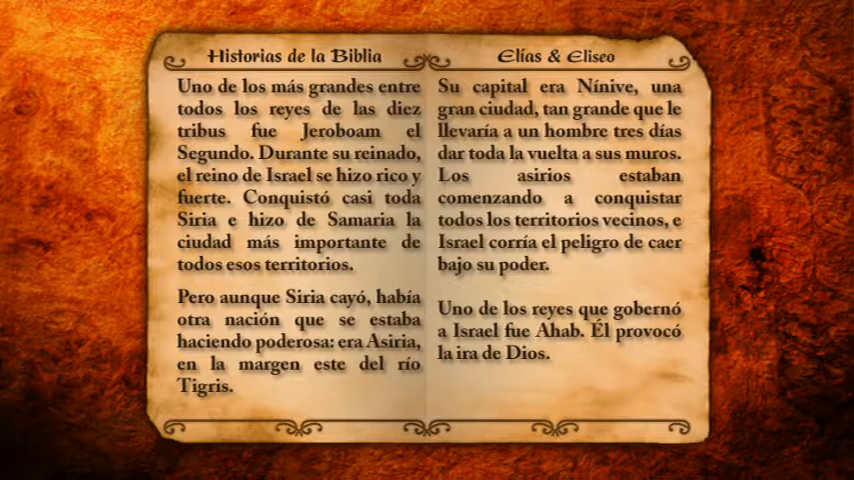 Historias de la Biblia
Uno de los más grandes entre
todos los reyes de las diez
tribus fue Jeroboam el
Segundo. Durante su reinado,
el reino de Israel se hizo rico y
fuerte. Conquistó casi toda
Siria e hizo de Samaria la
ciudad más importante de
todos esos territorios.
Pero aunque Siria cayó, había
otra nación que se estaba
haciendo poderosa: era Asiria,
en la margen este del río
Tigris.
Elías & Eliseo
Su capital era Nínive, una
gran ciudad, tan grande que le
llevaría a un hombre tres días
dar toda la vuelta a sus muros.
Los asirios estaban
comenzando a conquistar
todos los territorios vecinos, e
Israel corría el peligro de caer
bajo su poder.
Uno de los reyes que gobernó
a Israel fue Ahab. Él provocó
la ira de Dios.